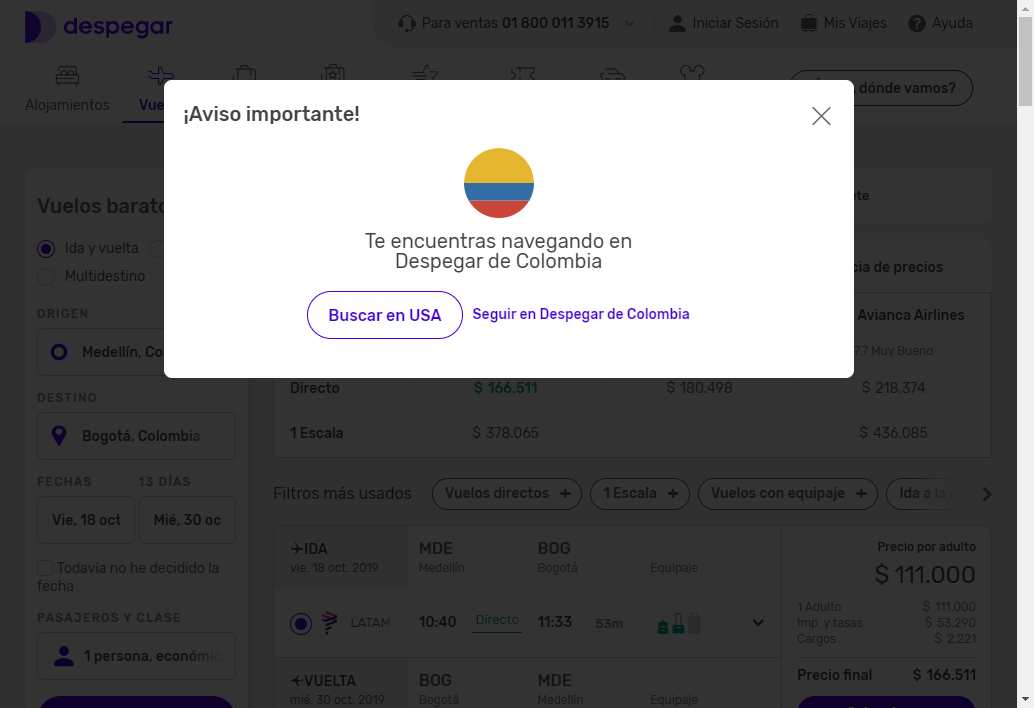 despegar
Para ventas 01 800 011 3915
Iniciar Sesión
Mis Viajes
Ayuda
Alojamientos
dónde vamos?
¡Aviso importante!
Te encuentras navegando en
Despegar de Colombia
Buscar en USA
Seguir en Despegar de Colombia
Vuelos
Ida y vuelta
Multidestino
ORIGEN
Medellín, Co
DESTINO
Bogotá, Colombia
FECHAS
13 DÍAS
Vie, 18 oct
Mié, 30 oc
Todavía no he decidido la
fecha
PASAJEROS Y CLASE
1 persona, económic
de precios
Avianca Airlines
7.7 Muy Bueno
Directo
$ 166.511
$ 180.498
$ 218.374
1 Escala
$ 378.065
$ 436.085
Filtros más usados
Vuelos directos +
1 Escala +
Vuelos con equipaje +
Ida a la
IDA
vie. 18 oct. 2019
MDE
Medellín
BOG
Bogotá
Equipaje
LATAM
10:40
Directo
11:33
53m
VUELTA
mié. 30 oct. 2019
BOG
Bogotá
MDE
Medellín
Equipaje
Precio por adulto
$ 111.000
1 Adulto $ 111.000
Imp. y tasas $ 53.290
Cargos $ 2.221
Precio final $ 166.511